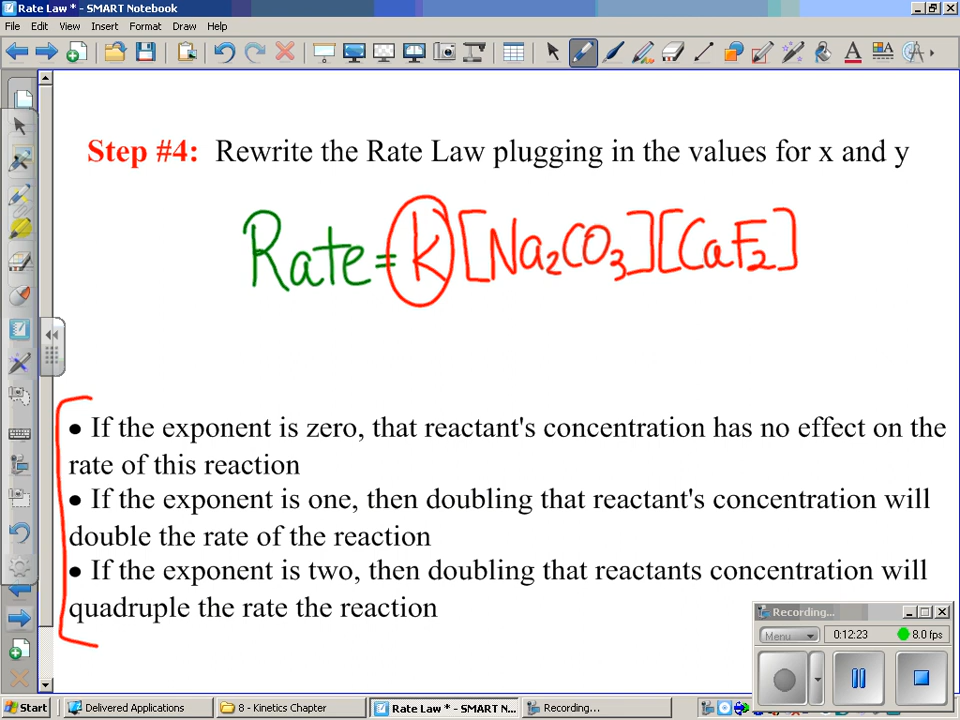 Rate Law * - SMART Notebook
File Edit View Insert Format Draw Help
Step #4: Rewrite the Rate Law plugging in the values for x and y
Rate = k [Na₂CO₃][CaF₂]
• If the exponent is zero, that reactant's concentration has no effect on the
rate of this reaction
• If the exponent is one, then doubling that reactant's concentration will
double the rate of the reaction
• If the exponent is two, then doubling that reactants concentration will
quadruple the rate the reaction
Recording...
Menu 0:12:23 8.0 fps
Start Delivered Applications 8 - Kinetics Chapter Rate Law * - SMART N... Recording... 8:20 AM